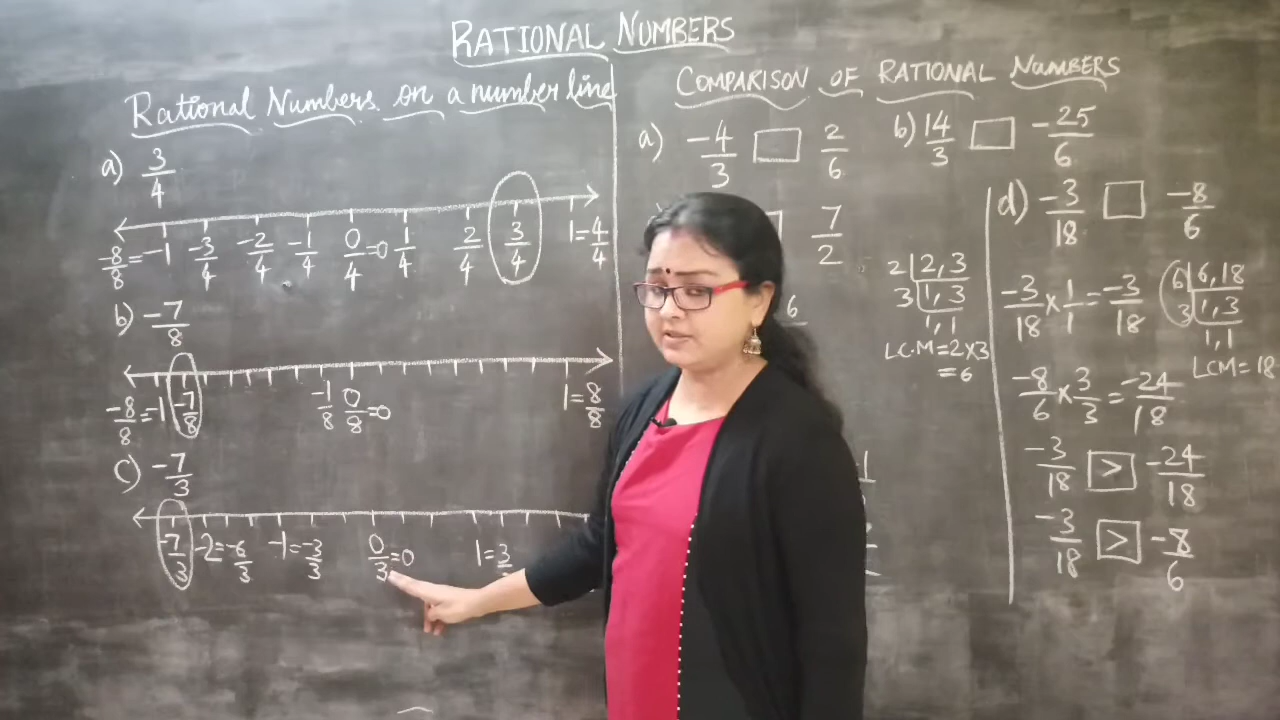 RATIONAL NUMBERS
Rational Numbers on a number line
a) 3/4
-8/8=-1 -3/4 -2/4 -1/4 0/4=0 1/4 2/4 3/4 1=4/4
b) -7/8
-8/8=-1 -7/8 -1/8 0/8=0 1=8/8
c) -7/3
-7/3 -2=-6/3 -1=-3/3 0/3=0 1=3/
COMPARISON OF RATIONAL NUMBERS
a) -4/3 □ 2/6
b) 14/3 □ -25/6
7/2
6
2 | 2, 3
3 | 1, 3
1, 1
L.C.M=2×3
=6
d) -3/18 □ -8/6
-3/18 × 1/1 = -3/18
6 | 6, 18
3 | 1, 3
1, 1
LCM = 18
-8/6 × 3/3 = -24/18
-3/18 > -24/18
-3/18 > -8/6